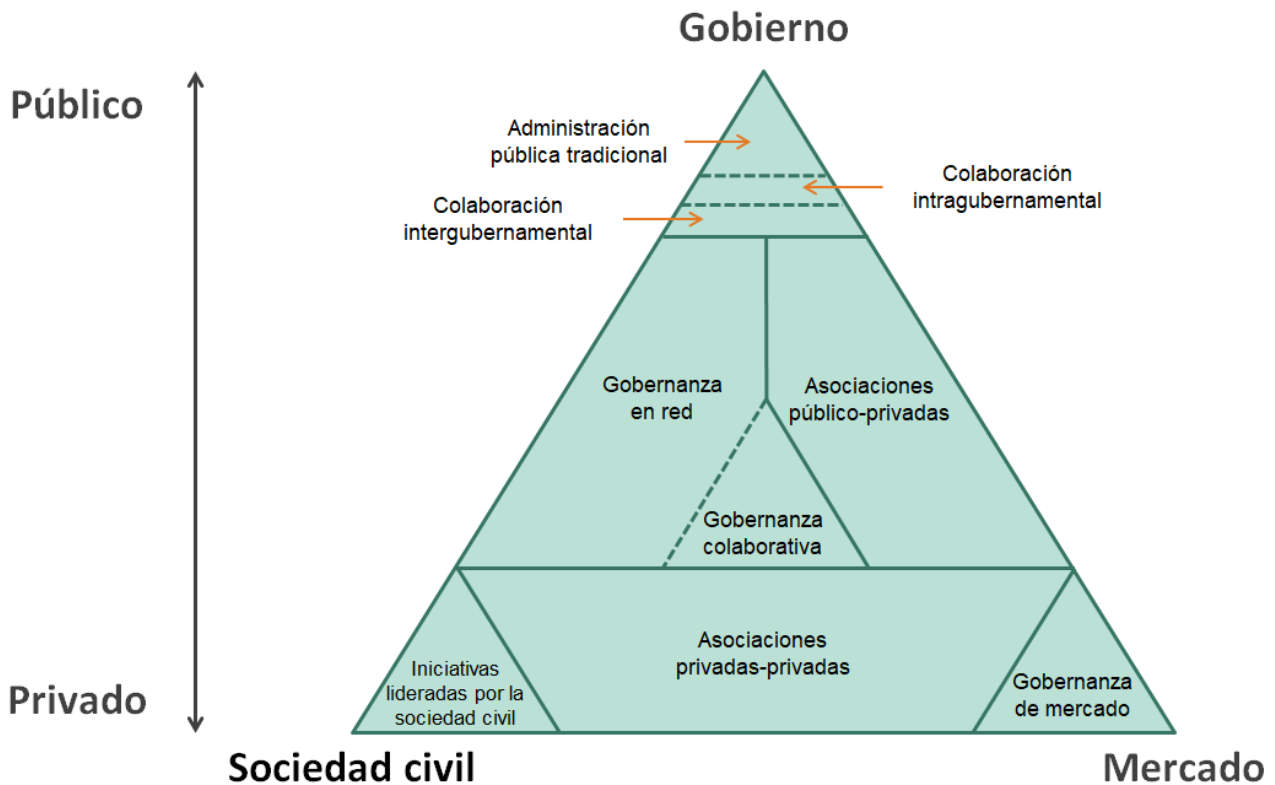 Gobierno
Público
Administración
pública tradicional
Colaboración
intragubernamental
Colaboración
intergubernamental
Gobernanza
en red
Asociaciones
público-privadas
Gobernanza
colaborativa
Asociaciones
privadas-privadas
Iniciativas
lideradas por la
sociedad civil
Gobernanza
de mercado
Privado
Sociedad civil
Mercado